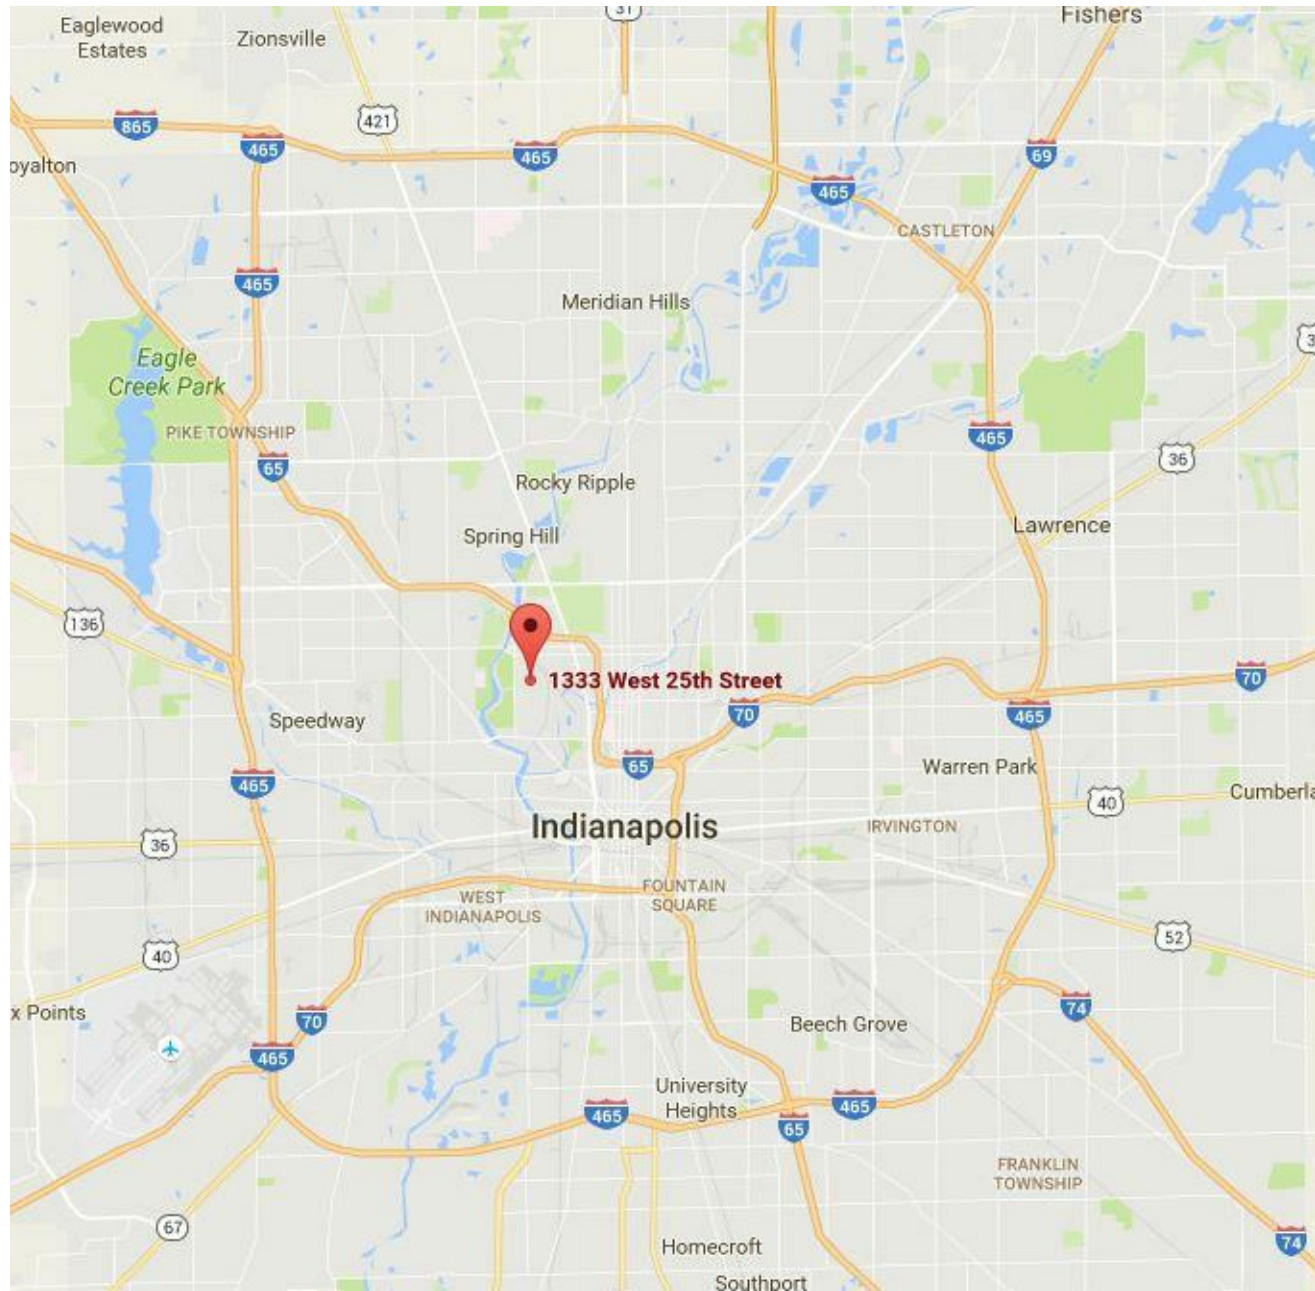 31
Fishers
Eaglewood
Estates
Zionsville
421
865
465
465
69
oyalton
465
CASTLETON
465
Meridian Hills
3
Eagle
Creek Park
PIKE TOWNSHIP
465
36
65
Rocky Ripple
Lawrence
Spring Hill
136
1333 West 25th Street
70
70
465
Speedway
65
Warren Park
465
40
Cumberla
Indianapolis
IRVINGTON
36
FOUNTAIN
SQUARE
WEST
INDIANAPOLIS
52
40
x Points
70
74
Beech Grove
465
University
Heights
465
465
65
FRANKLIN
TOWNSHIP
67
74
Homecroft
Southport